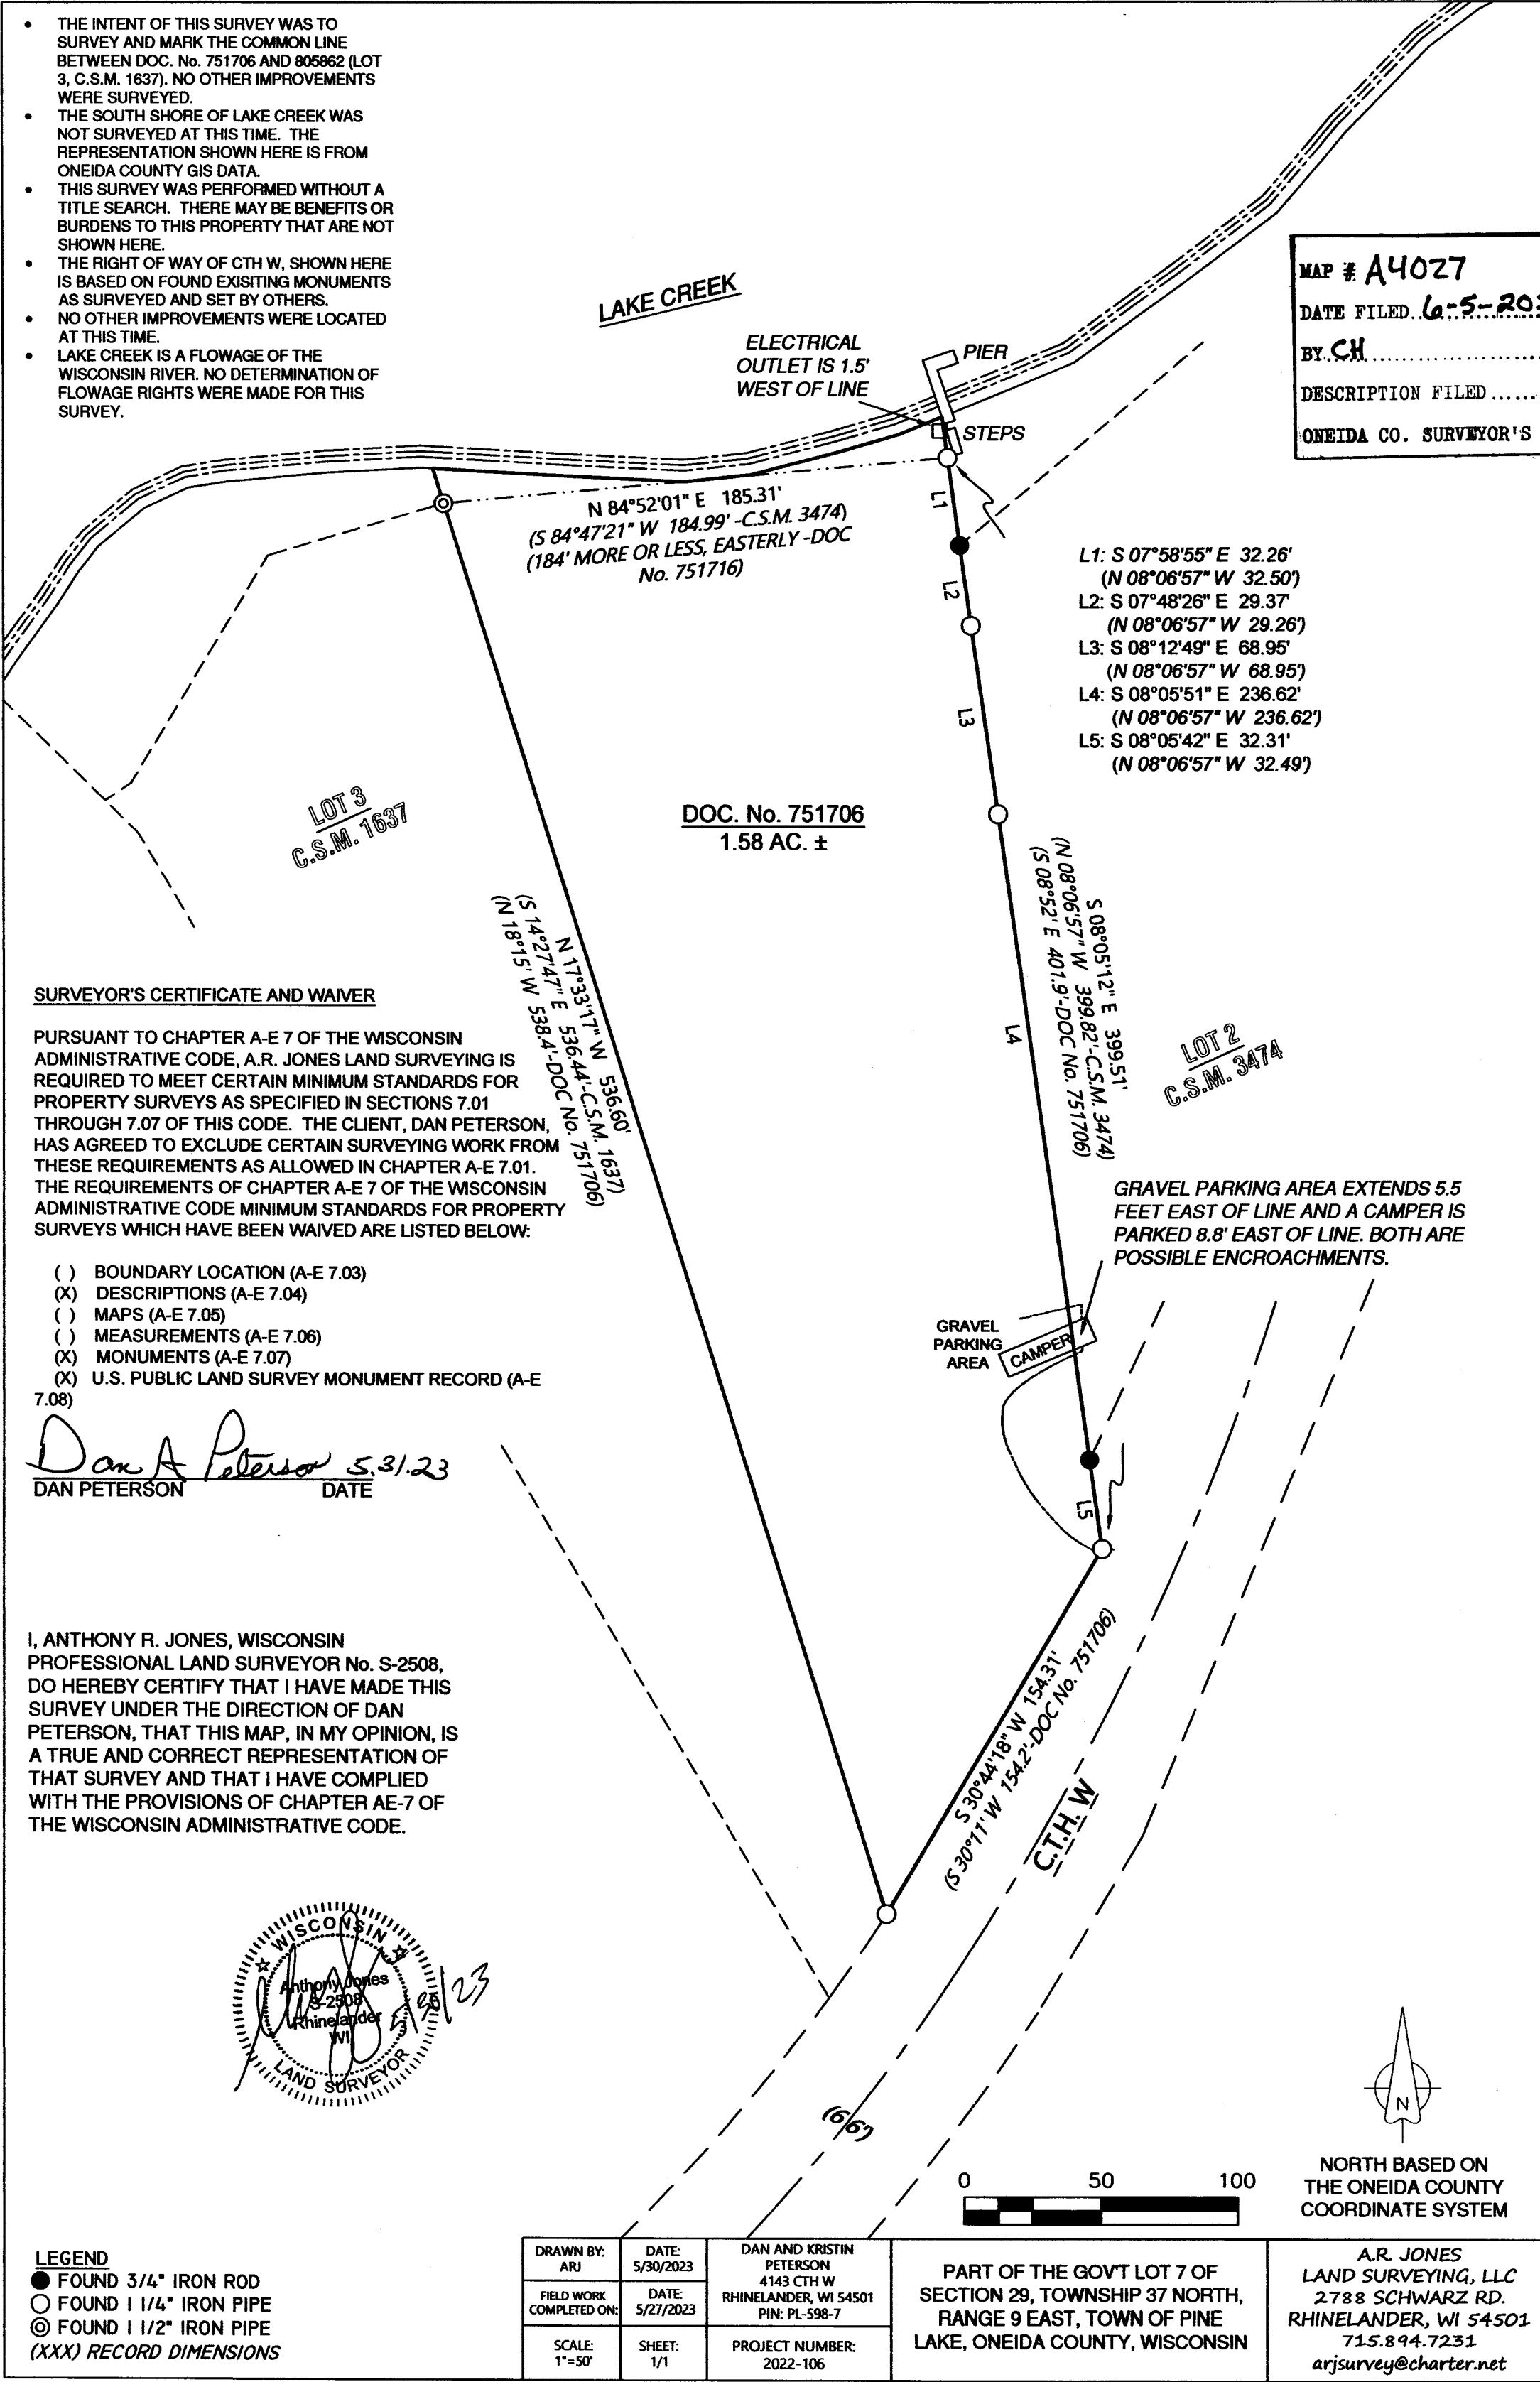 • THE INTENT OF THIS SURVEY WAS TO
SURVEY AND MARK THE COMMON LINE
BETWEEN DOC. No. 751706 AND 805862 (LOT
3, C.S.M. 1637). NO OTHER IMPROVEMENTS
WERE SURVEYED.
• THE SOUTH SHORE OF LAKE CREEK WAS
NOT SURVEYED AT THIS TIME. THE
REPRESENTATION SHOWN HERE IS FROM
ONEIDA COUNTY GIS DATA.
• THIS SURVEY WAS PERFORMED WITHOUT A
TITLE SEARCH. THERE MAY BE BENEFITS OR
BURDENS TO THIS PROPERTY THAT ARE NOT
SHOWN HERE.
• THE RIGHT OF WAY OF CTH W, SHOWN HERE
IS BASED ON FOUND EXISITING MONUMENTS
AS SURVEYED AND SET BY OTHERS.
• NO OTHER IMPROVEMENTS WERE LOCATED
AT THIS TIME.
• LAKE CREEK IS A FLOWAGE OF THE
WISCONSIN RIVER. NO DETERMINATION OF
FLOWAGE RIGHTS WERE MADE FOR THIS
SURVEY.
MAP # A4027
DATE FILED 6-5-20
BY CH
DESCRIPTION FILED
ONEIDA CO. SURVEYOR'S
LAKE CREEK
ELECTRICAL
OUTLET IS 1.5'
WEST OF LINE
PIER
STEPS
N 84°52'01" E 185.31'
(S 84°47'21" W 184.99' -C.S.M. 3474)
(184' MORE OR LESS, EASTERLY -DOC
No. 751716)
L1
L2
L3
L4
L5
L1: S 07°58'55" E 32.26'
(N 08°06'57" W 32.50')
L2: S 07°48'26" E 29.37'
(N 08°06'57" W 29.26')
L3: S 08°12'49" E 68.95'
(N 08°06'57" W 68.95')
L4: S 08°05'51" E 236.62'
(N 08°06'57" W 236.62')
L5: S 08°05'42" E 32.31'
(N 08°06'57" W 32.49')
LOT 3
C.S.M. 1637
DOC. No. 751706
1.58 AC. ±
N 17°33'17" W 536.60'
(S 14°27'47" E 536.44'-C.S.M. 1637)
(N 18°15' W 538.4'-DOC No. 751706)
S 08°05'12" E 399.51'
(N 08°06'57" W 399.82'-C.S.M. 3474)
(S 08°52' E 401.9'-DOC No. 751706)
LOT 2
C.S.M. 3474
SURVEYOR'S CERTIFICATE AND WAIVER
PURSUANT TO CHAPTER A-E 7 OF THE WISCONSIN
ADMINISTRATIVE CODE, A.R. JONES LAND SURVEYING IS
REQUIRED TO MEET CERTAIN MINIMUM STANDARDS FOR
PROPERTY SURVEYS AS SPECIFIED IN SECTIONS 7.01
THROUGH 7.07 OF THIS CODE. THE CLIENT, DAN PETERSON,
HAS AGREED TO EXCLUDE CERTAIN SURVEYING WORK FROM
THESE REQUIREMENTS AS ALLOWED IN CHAPTER A-E 7.01.
THE REQUIREMENTS OF CHAPTER A-E 7 OF THE WISCONSIN
ADMINISTRATIVE CODE MINIMUM STANDARDS FOR PROPERTY
SURVEYS WHICH HAVE BEEN WAIVED ARE LISTED BELOW:
( ) BOUNDARY LOCATION (A-E 7.03)
(X) DESCRIPTIONS (A-E 7.04)
( ) MAPS (A-E 7.05)
( ) MEASUREMENTS (A-E 7.06)
(X) MONUMENTS (A-E 7.07)
(X) U.S. PUBLIC LAND SURVEY MONUMENT RECORD (A-E
7.08)
Dan A Peterson 5.31.23
DAN PETERSON DATE
GRAVEL PARKING AREA EXTENDS 5.5
FEET EAST OF LINE AND A CAMPER IS
PARKED 8.8' EAST OF LINE. BOTH ARE
POSSIBLE ENCROACHMENTS.
GRAVEL
PARKING
AREA
CAMPER
I, ANTHONY R. JONES, WISCONSIN
PROFESSIONAL LAND SURVEYOR No. S-2508,
DO HEREBY CERTIFY THAT I HAVE MADE THIS
SURVEY UNDER THE DIRECTION OF DAN
PETERSON, THAT THIS MAP, IN MY OPINION, IS
A TRUE AND CORRECT REPRESENTATION OF
THAT SURVEY AND THAT I HAVE COMPLIED
WITH THE PROVISIONS OF CHAPTER AE-7 OF
THE WISCONSIN ADMINISTRATIVE CODE.
S 30°44'18" W 154.31'
(S 30°11' W 154.2'-DOC No. 751706)
C.T.H. W
(66')
WISCONSIN
Anthony Jones
S-2508
Rhinelander
WI
LAND SURVEYOR
5/30/23
N
NORTH BASED ON
THE ONEIDA COUNTY
COORDINATE SYSTEM
0 50 100
LEGEND
FOUND 3/4" IRON ROD
FOUND 1 1/4" IRON PIPE
FOUND 1 1/2" IRON PIPE
(XXX) RECORD DIMENSIONS
DRAWN BY:
ARJ
DATE:
5/30/2023
FIELD WORK
COMPLETED ON:
DATE:
5/27/2023
SCALE:
1"=50'
SHEET:
1/1
DAN AND KRISTIN
PETERSON
4143 CTH W
RHINELANDER, WI 54501
PIN: PL-598-7
PROJECT NUMBER:
2022-106
PART OF THE GOV'T LOT 7 OF
SECTION 29, TOWNSHIP 37 NORTH,
RANGE 9 EAST, TOWN OF PINE
LAKE, ONEIDA COUNTY, WISCONSIN
A.R. JONES
LAND SURVEYING, LLC
2788 SCHWARZ RD.
RHINELANDER, WI 54501
715.894.7231
arjsurvey@charter.net